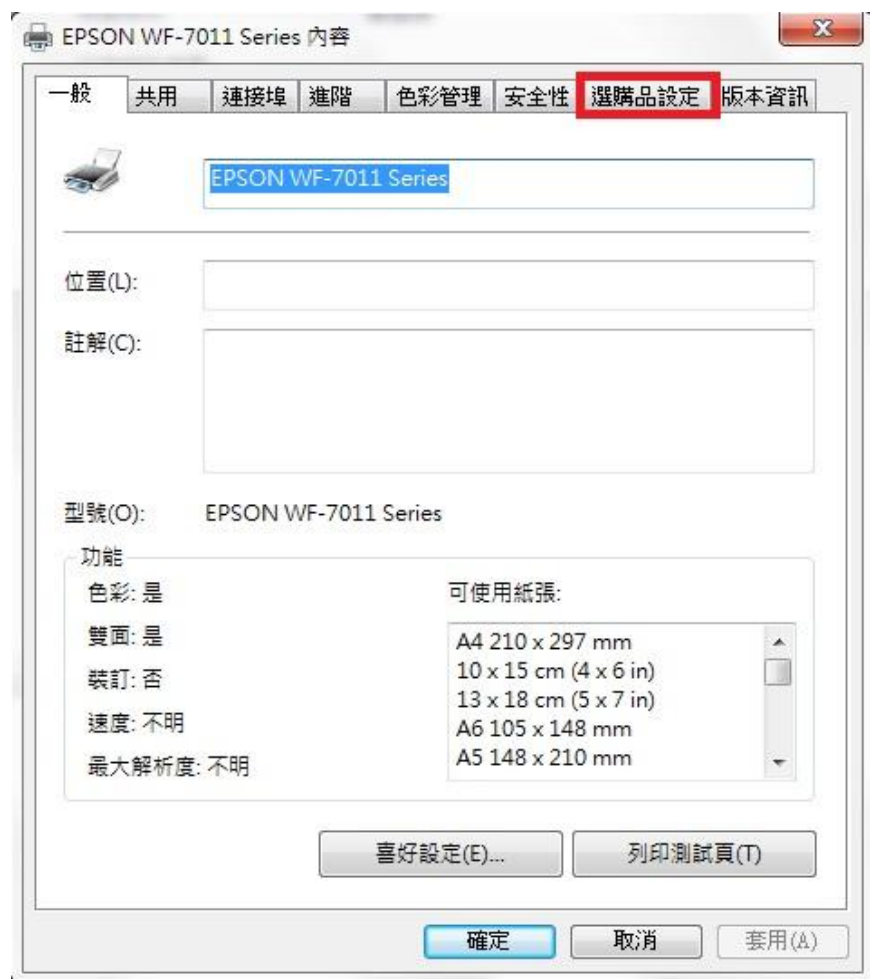 EPSON WF-7011 Series 內容
一般 共用 連接埠 進階 色彩管理 安全性 選購品設定 版本資訊
EPSON WF-7011 Series
位置(L):
註解(C):
型號(O): EPSON WF-7011 Series
功能
色彩: 是
雙面: 是
裝訂: 否
速度: 不明
最大解析度: 不明
可使用紙張:
A4 210 x 297 mm
10 x 15 cm (4 x 6 in)
13 x 18 cm (5 x 7 in)
A6 105 x 148 mm
A5 148 x 210 mm
喜好設定(E)... 列印測試頁(T)
確定 取消 套用(A)